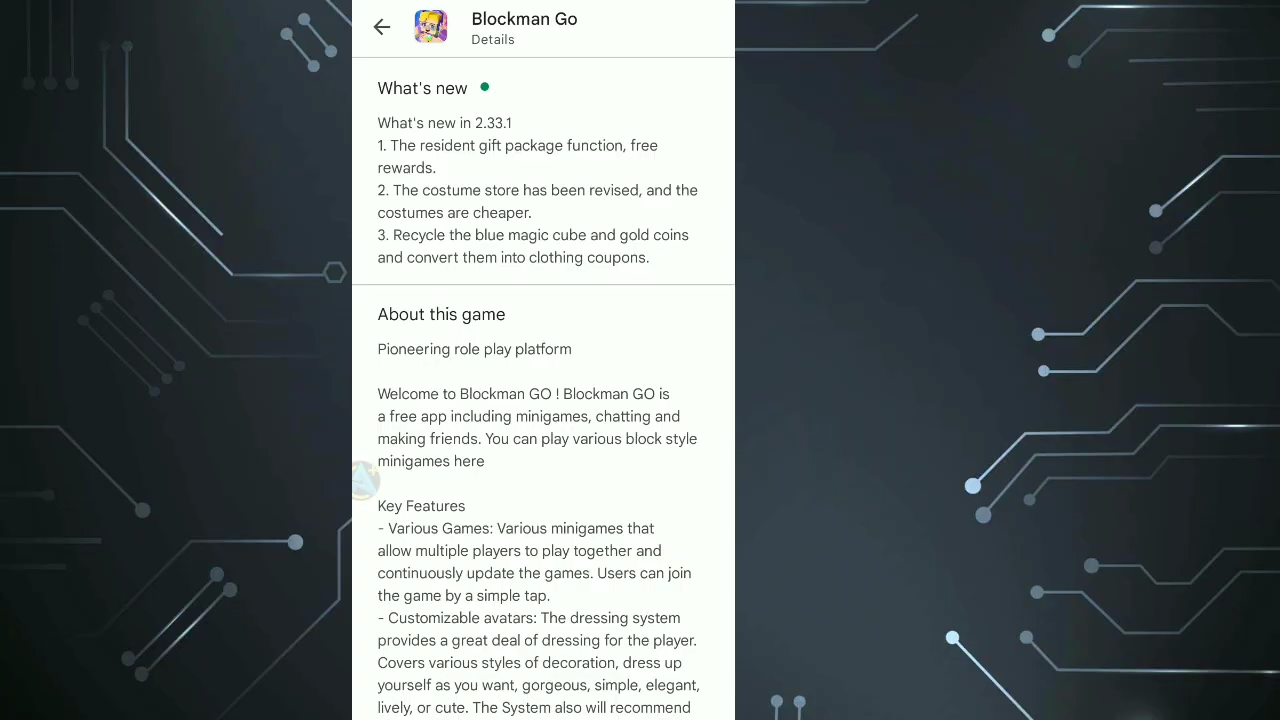 Blockman Go
Details
What's new
What's new in 2.33.1
1. The resident gift package function, free
rewards.
2. The costume store has been revised, and the
costumes are cheaper.
3. Recycle the blue magic cube and gold coins
and convert them into clothing coupons.
About this game
Pioneering role play platform
Welcome to Blockman GO ! Blockman GO is
a free app including minigames, chatting and
making friends. You can play various block style
minigames here
Key Features
- Various Games: Various minigames that
allow multiple players to play together and
continuously update the games. Users can join
the game by a simple tap.
- Customizable avatars: The dressing system
provides a great deal of dressing for the player.
Covers various styles of decoration, dress up
yourself as you want, gorgeous, simple, elegant,
lively, or cute. The System also will recommend